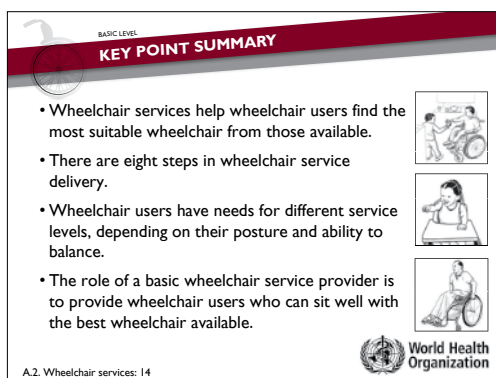 BASIC LEVEL
KEY POINT SUMMARY
• Wheelchair services help wheelchair users find the
most suitable wheelchair from those available.
• There are eight steps in wheelchair service
delivery.
• Wheelchair users have needs for different service
levels, depending on their posture and ability to
balance.
• The role of a basic wheelchair service provider is
to provide wheelchair users who can sit well with
the best wheelchair available.
World Health
Organization
A.2. Wheelchair services: 14